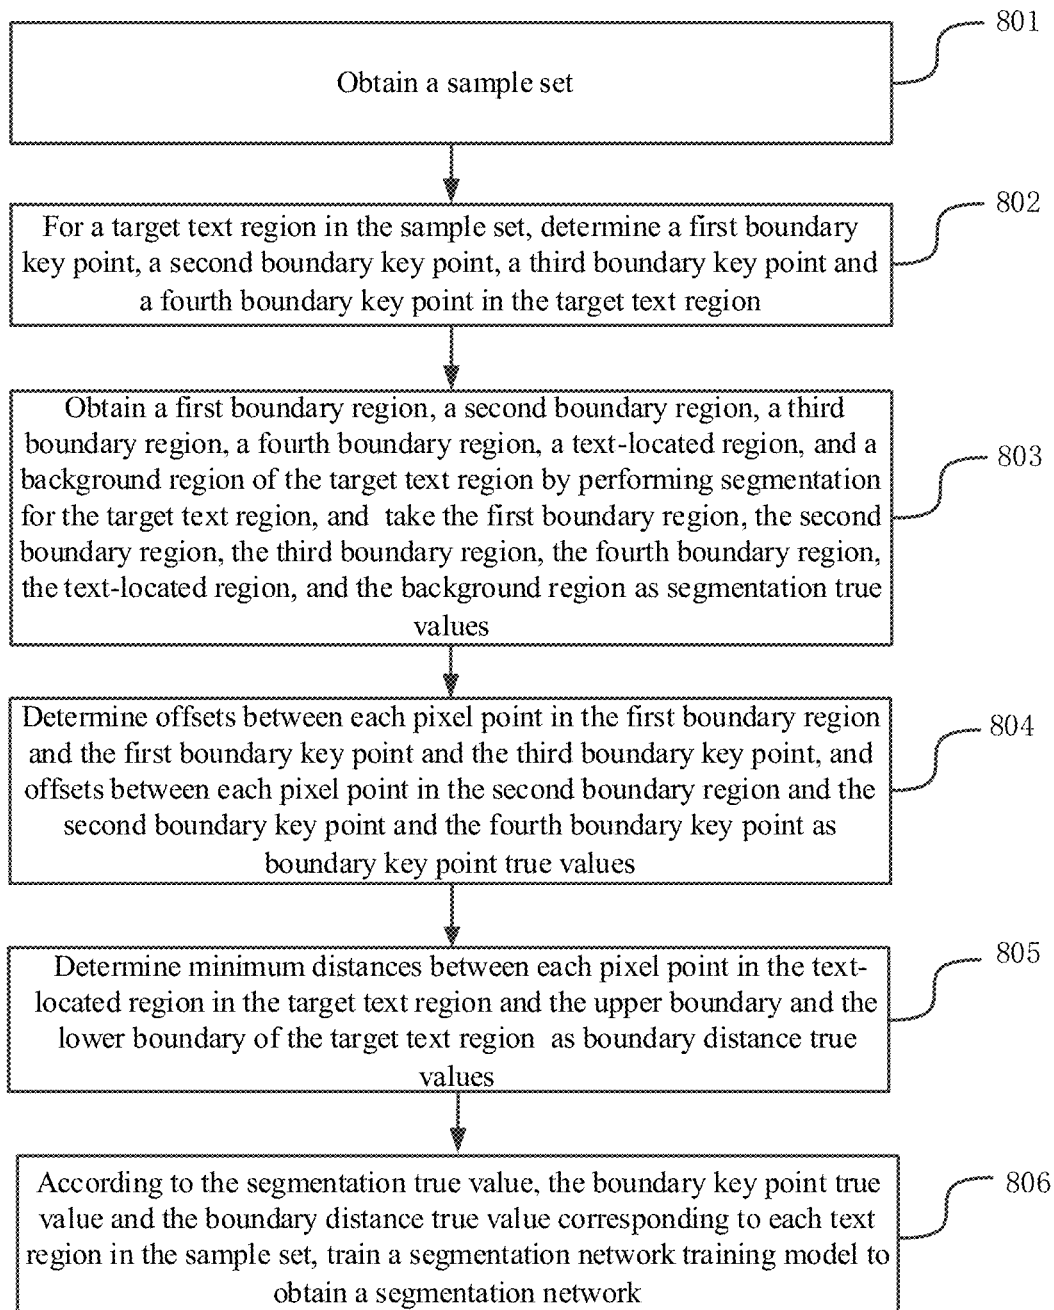 801
Obtain a sample set
802
For a target text region in the sample set, determine a first boundary
key point, a second boundary key point, a third boundary key point and
a fourth boundary key point in the target text region
803
Obtain a first boundary region, a second boundary region, a third
boundary region, a fourth boundary region, a text-located region, and a
background region of the target text region by performing segmentation
for the target text region, and take the first boundary region, the second
boundary region, the third boundary region, the fourth boundary region,
the text-located region, and the background region as segmentation true
values
804
Determine offsets between each pixel point in the first boundary region
and the first boundary key point and the third boundary key point, and
offsets between each pixel point in the second boundary region and the
second boundary key point and the fourth boundary key point as
boundary key point true values
805
Determine minimum distances between each pixel point in the text-
located region in the target text region and the upper boundary and the
lower boundary of the target text region as boundary distance true
values
806
According to the segmentation true value, the boundary key point true
value and the boundary distance true value corresponding to each text
region in the sample set, train a segmentation network training model to
obtain a segmentation network